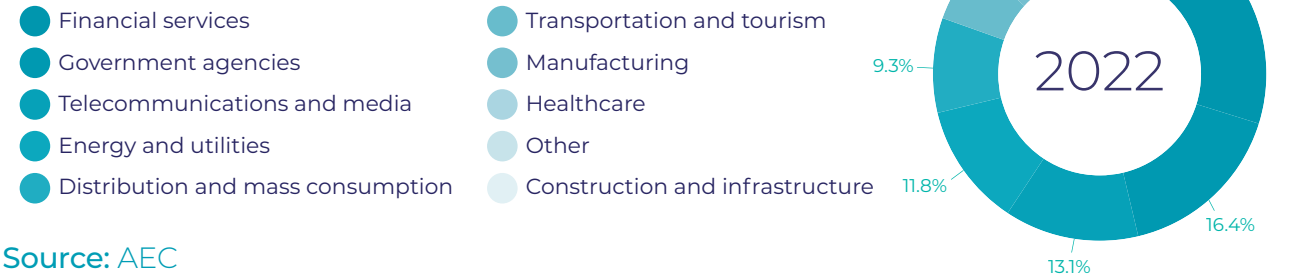 Financial services
Government agencies
Telecommunications and media
Energy and utilities
Distribution and mass consumption
Transportation and tourism
Manufacturing
Healthcare
Other
Construction and infrastructure
2022
9.3%
11.8%
13.1%
16.4%
Source: AEC